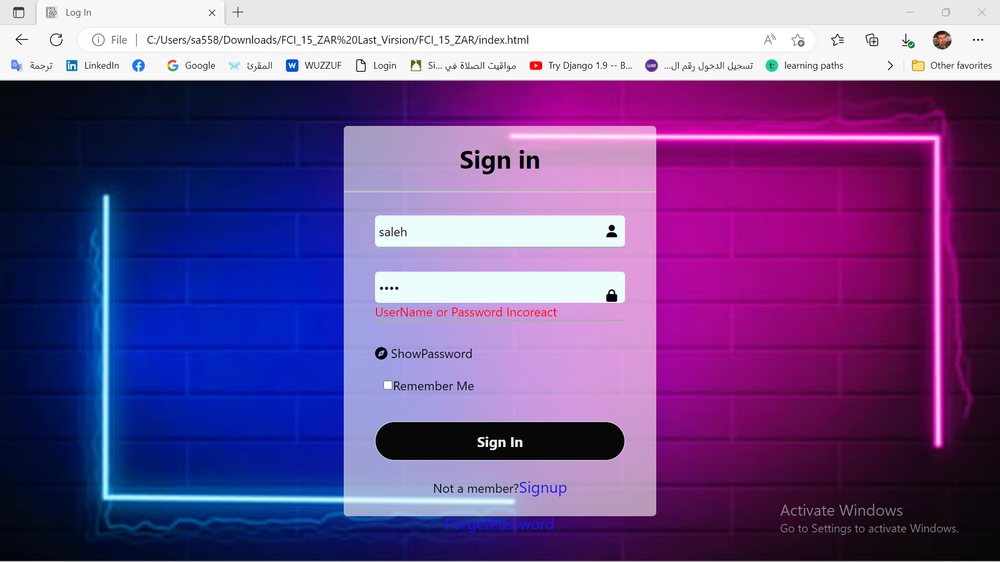 Log In
File
C:/Users/sa558/Downloads/FCI_15_ZAR%20Last_Virsion/FCI_15_ZAR/index.html
ترجمة
LinkedIn
Google
المقرئ
WUZZUF
Login
مواقيت الصلاة في Si...
Try Django 1.9 -- B...
تسجيل الدخول رقم ال...
learning paths
Other favorites
Sign in
saleh
••••
UserName or Password Incoreact
ShowPassword
Remember Me
Sign In
Not a member?Signup
ForgetPassword
Activate Windows
Go to Settings to activate Windows.